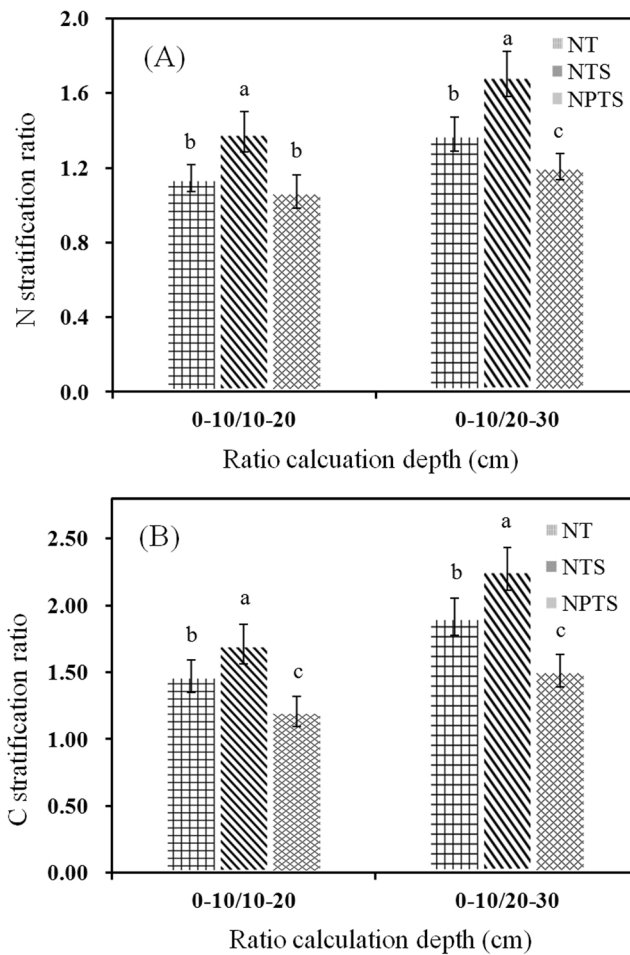 2.0
1.6
1.2
0.8
0.4
0.0
N stratification ratio
(A)
a
a
b
b
b
c
NT
NTS
NPTS
0-10/10-20
0-10/20-30
Ratio calcuation depth (cm)
2.50
2.00
1.50
1.00
0.50
0.00
C stratification ratio
(B)
a
a
b
b
c
c
NT
NTS
NPTS
0-10/10-20
0-10/20-30
Ratio calculation depth (cm)